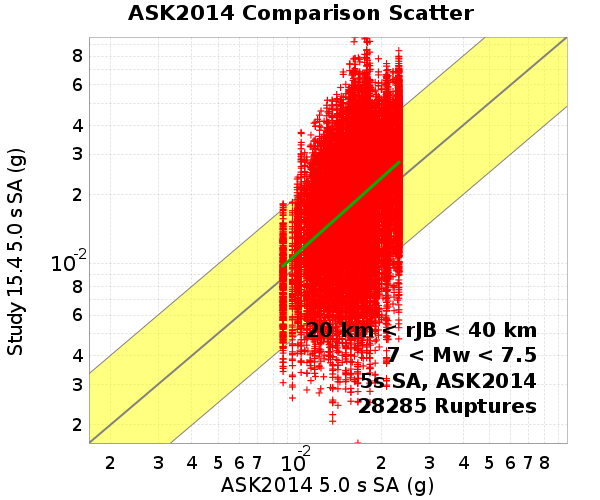 ASK2014 Comparison Scatter
8
6
4
3
2
10-2
8
6
4
3
2
Study 15.4 5.0 s SA (g)
20 km < rJB < 40 km
7 < Mw < 7.5
5s SA, ASK2014
28285 Ruptures
2 3 4 5 6 7 10-2 2 3 4 5 6 7 8
ASK2014 5.0 s SA (g)